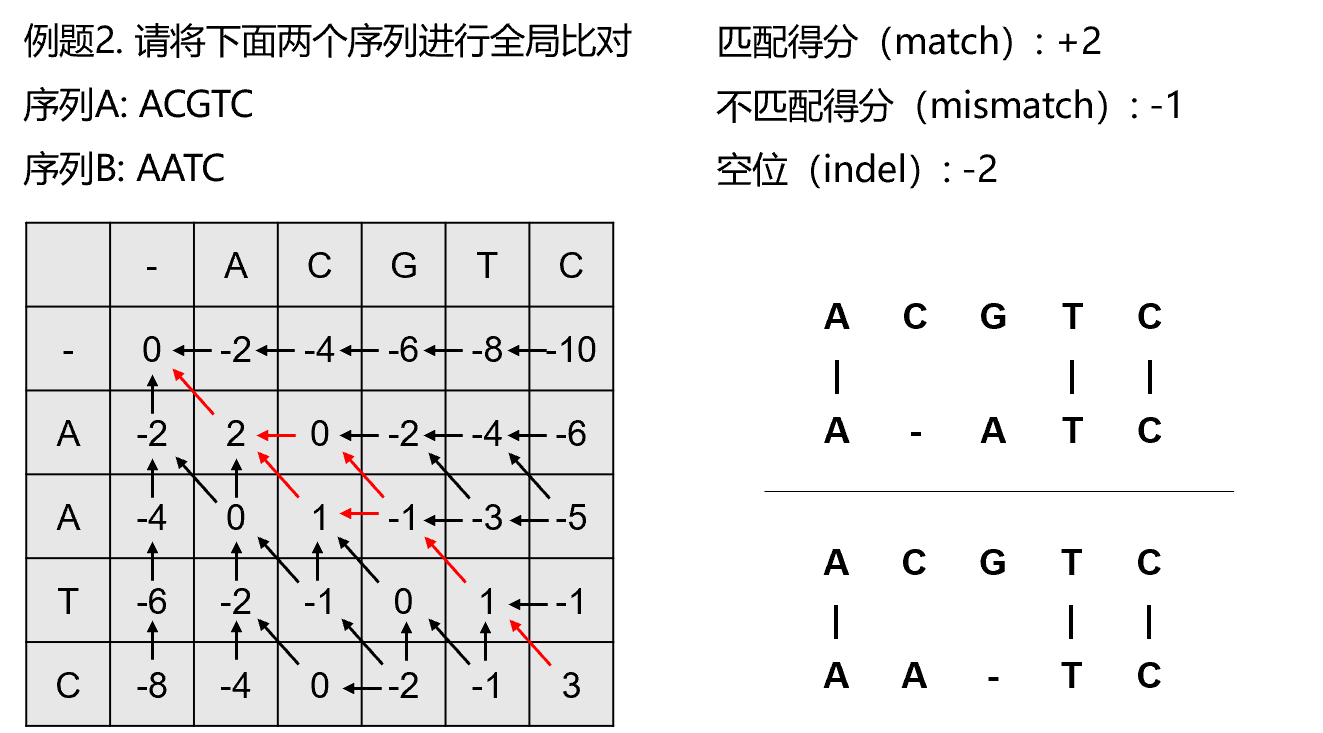 例题2. 请将下面两个序列进行全局比对
序列A: ACGTC
序列B: AATC
匹配得分（match）: +2
不匹配得分（mismatch）: -1
空位（indel）: -2
- A C G T C
- 0 -2 -4 -6 -8 -10
A -2 2 0 -2 -4 -6
A -4 0 1 -1 -3 -5
T -6 -2 -1 0 1 -1
C -8 -4 0 -2 -1 3
A C G T C
| | |
A - A T C
A C G T C
| | |
A A - T C